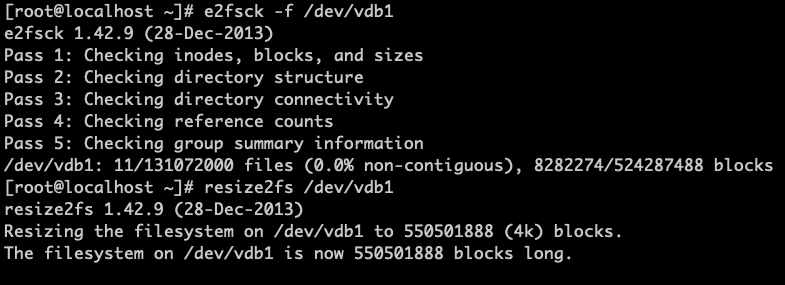 [root@localhost ~]# e2fsck -f /dev/vdb1
e2fsck 1.42.9 (28-Dec-2013)
Pass 1: Checking inodes, blocks, and sizes
Pass 2: Checking directory structure
Pass 3: Checking directory connectivity
Pass 4: Checking reference counts
Pass 5: Checking group summary information
/dev/vdb1: 11/131072000 files (0.0% non-contiguous), 8282274/524287488 blocks
[root@localhost ~]# resize2fs /dev/vdb1
resize2fs 1.42.9 (28-Dec-2013)
Resizing the filesystem on /dev/vdb1 to 550501888 (4k) blocks.
The filesystem on /dev/vdb1 is now 550501888 blocks long.